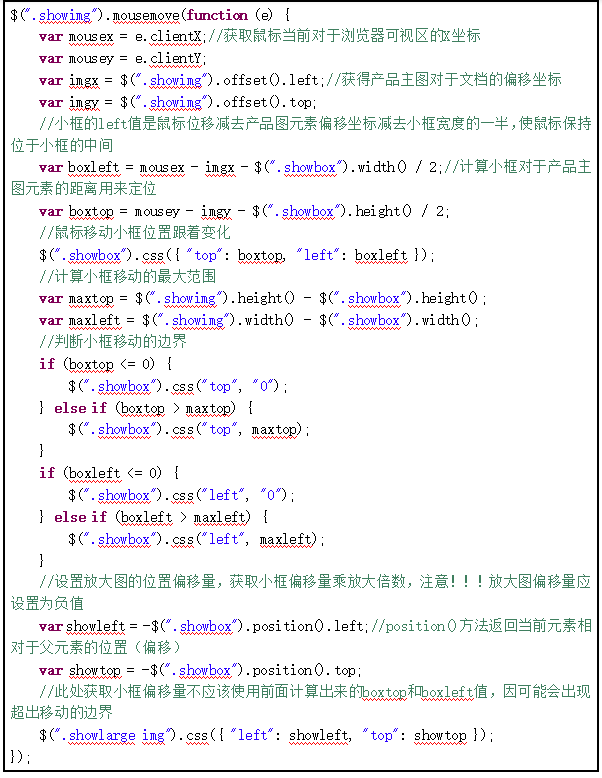 $(".showimg").mousemove(function (e) {
var mousex = e.clientX;//获取鼠标当前对于浏览器可视区的X坐标
var mousey = e.clientY;
var imgx = $(".showimg").offset().left;//获得产品主图对于文档的偏移坐标
var imgy = $(".showimg").offset().top;
//小框的left值是鼠标位移减去产品图元素偏移坐标减去小框宽度的一半,使鼠标保持
位于小框的中间
var boxleft = mousex - imgx - $(".showbox").width() / 2;//计算小框对于产品主
图元素的距离用来定位
var boxtop = mousey - imgy - $(".showbox").height() / 2;
//鼠标移动小框位置跟着变化
$(".showbox").css({ "top": boxtop, "left": boxleft });
//计算小框移动的最大范围
var maxtop = $(".showimg").height() - $(".showbox").height();
var maxleft = $(".showimg").width() - $(".showbox").width();
//判断小框移动的边界
if (boxtop <= 0) {
$(".showbox").css("top", "0");
} else if (boxtop > maxtop) {
$(".showbox").css("top", maxtop);
}
if (boxleft <= 0) {
$(".showbox").css("left", "0");
} else if (boxleft > maxleft) {
$(".showbox").css("left", maxleft);
}
//设置放大图的位置偏移量，获取小框偏移量乘放大倍数，注意！！！放大图偏移量应
设置为负值
var showleft = -$(".showbox").position().left;//position()方法返回当前元素相
对于父元素的位置（偏移）
var showtop = -$(".showbox").position().top;
//此处获取小框偏移量不应该使用前面计算出来的boxtop和boxleft值，因可能会出现
超出移动的边界
$(".showlarge img").css({ "left": showleft, "top": showtop });
});